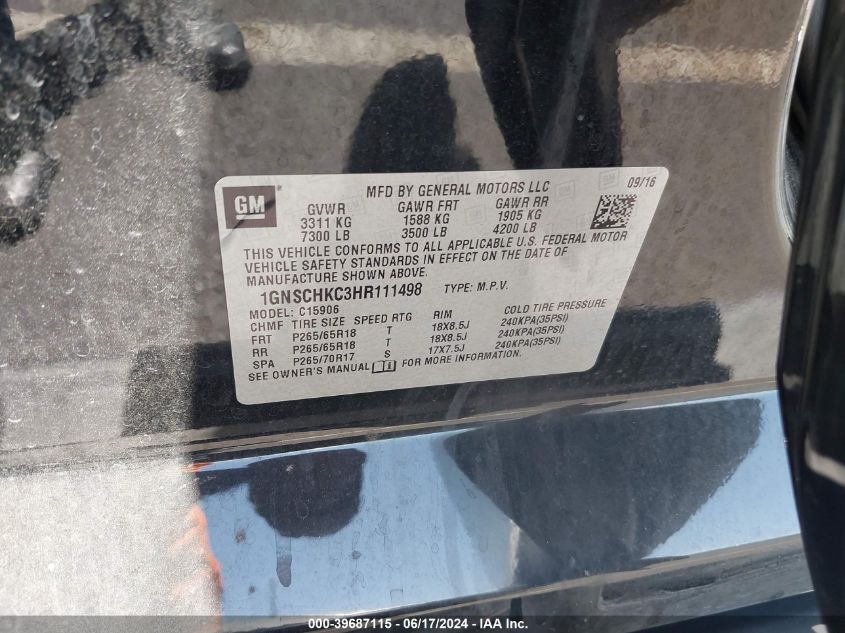 GM
MFD BY GENERAL MOTORS LLC 09/16
GVWR GAWR FRT GAWR RR
3311 KG 1588 KG 1905 KG
7300 LB 3500 LB 4200 LB
THIS VEHICLE CONFORMS TO ALL APPLICABLE U.S. FEDERAL MOTOR
VEHICLE SAFETY STANDARDS IN EFFECT ON THE DATE OF
MANUFACTURE SHOWN ABOVE.
1GNSCHKC3HR111498 TYPE: M.P.V.
MODEL: C15906
CHMF TIRE SIZE SPEED RTG RIM COLD TIRE PRESSURE
FRT P265/65R18 T 18X8.5J 240KPA(35PSI)
RR P265/65R18 T 18X8.5J 240KPA(35PSI)
SPA P265/70R17 S 17X7.5J 240KPA(35PSI)
SEE OWNER'S MANUAL FOR MORE INFORMATION.
000-39687115 - 06/17/2024 - IAAI Inc.